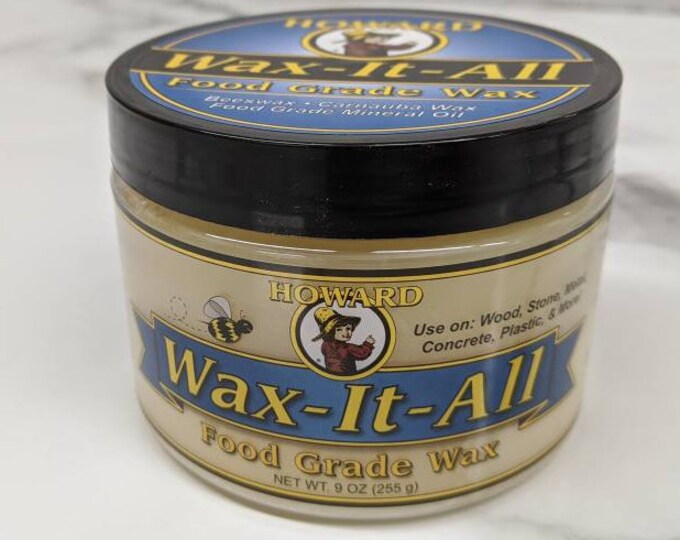 HOWARD
Wax-It-All
Food Grade Wax
Beeswax • Carnauba Wax
Food Grade Mineral Oil
HOWARD
Use on: Wood, Stone, Metal,
Concrete, Plastic, & More!
Wax-It-All
Food Grade Wax
NET WT. 9 OZ (255 g)